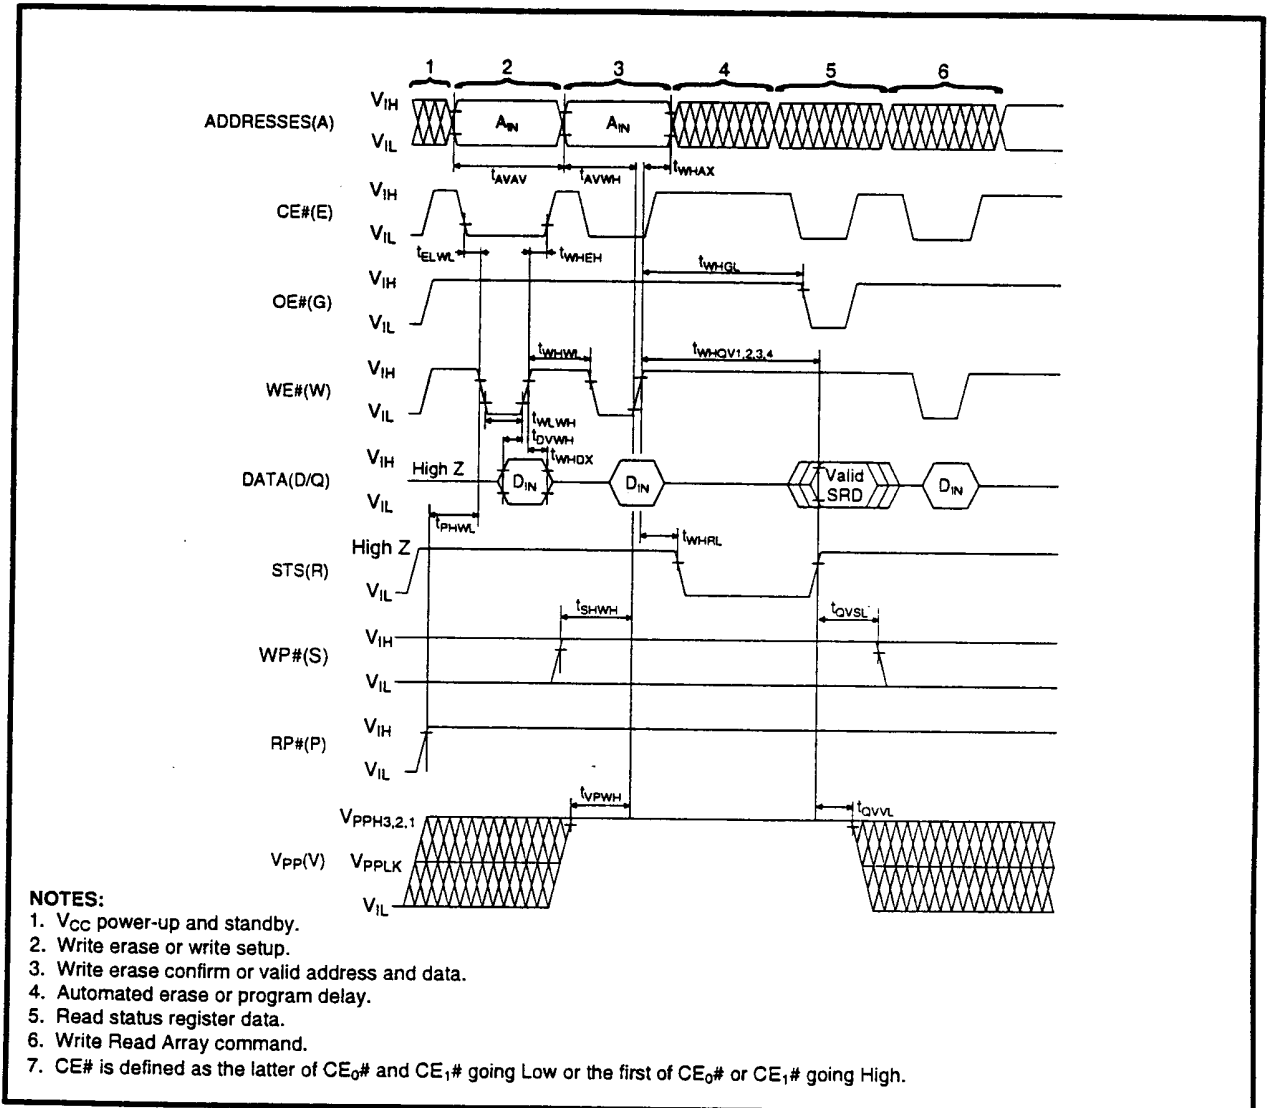 1 2 3 4 5 6
ADDRESSES(A) VIH VIL AIN AIN
tAVAV tAVWH tWHAX
CE#(E) VIH VIL
tELWL tWHEH tWHGL
OE#(G) VIH VIL
tWHWL tWHQV1,2,3,4
WE#(W) VIH VIL
tWLWH
tDVWH
tWHDX
DATA(D/Q) VIH High Z VIL DIN DIN Valid SRD DIN
tPHWL tWHRL
STS(R) High Z VIL
tSHWH tQVSL
WP#(S) VIH VIL
RP#(P) VIH VIL
tVPWH tQVVL
VPP(V) VPPH3,2,1 VPPLK VIL
NOTES:
1. VCC power-up and standby.
2. Write erase or write setup.
3. Write erase confirm or valid address and data.
4. Automated erase or program delay.
5. Read status register data.
6. Write Read Array command.
7. CE# is defined as the latter of CE0# and CE1# going Low or the first of CE0# or CE1# going High.